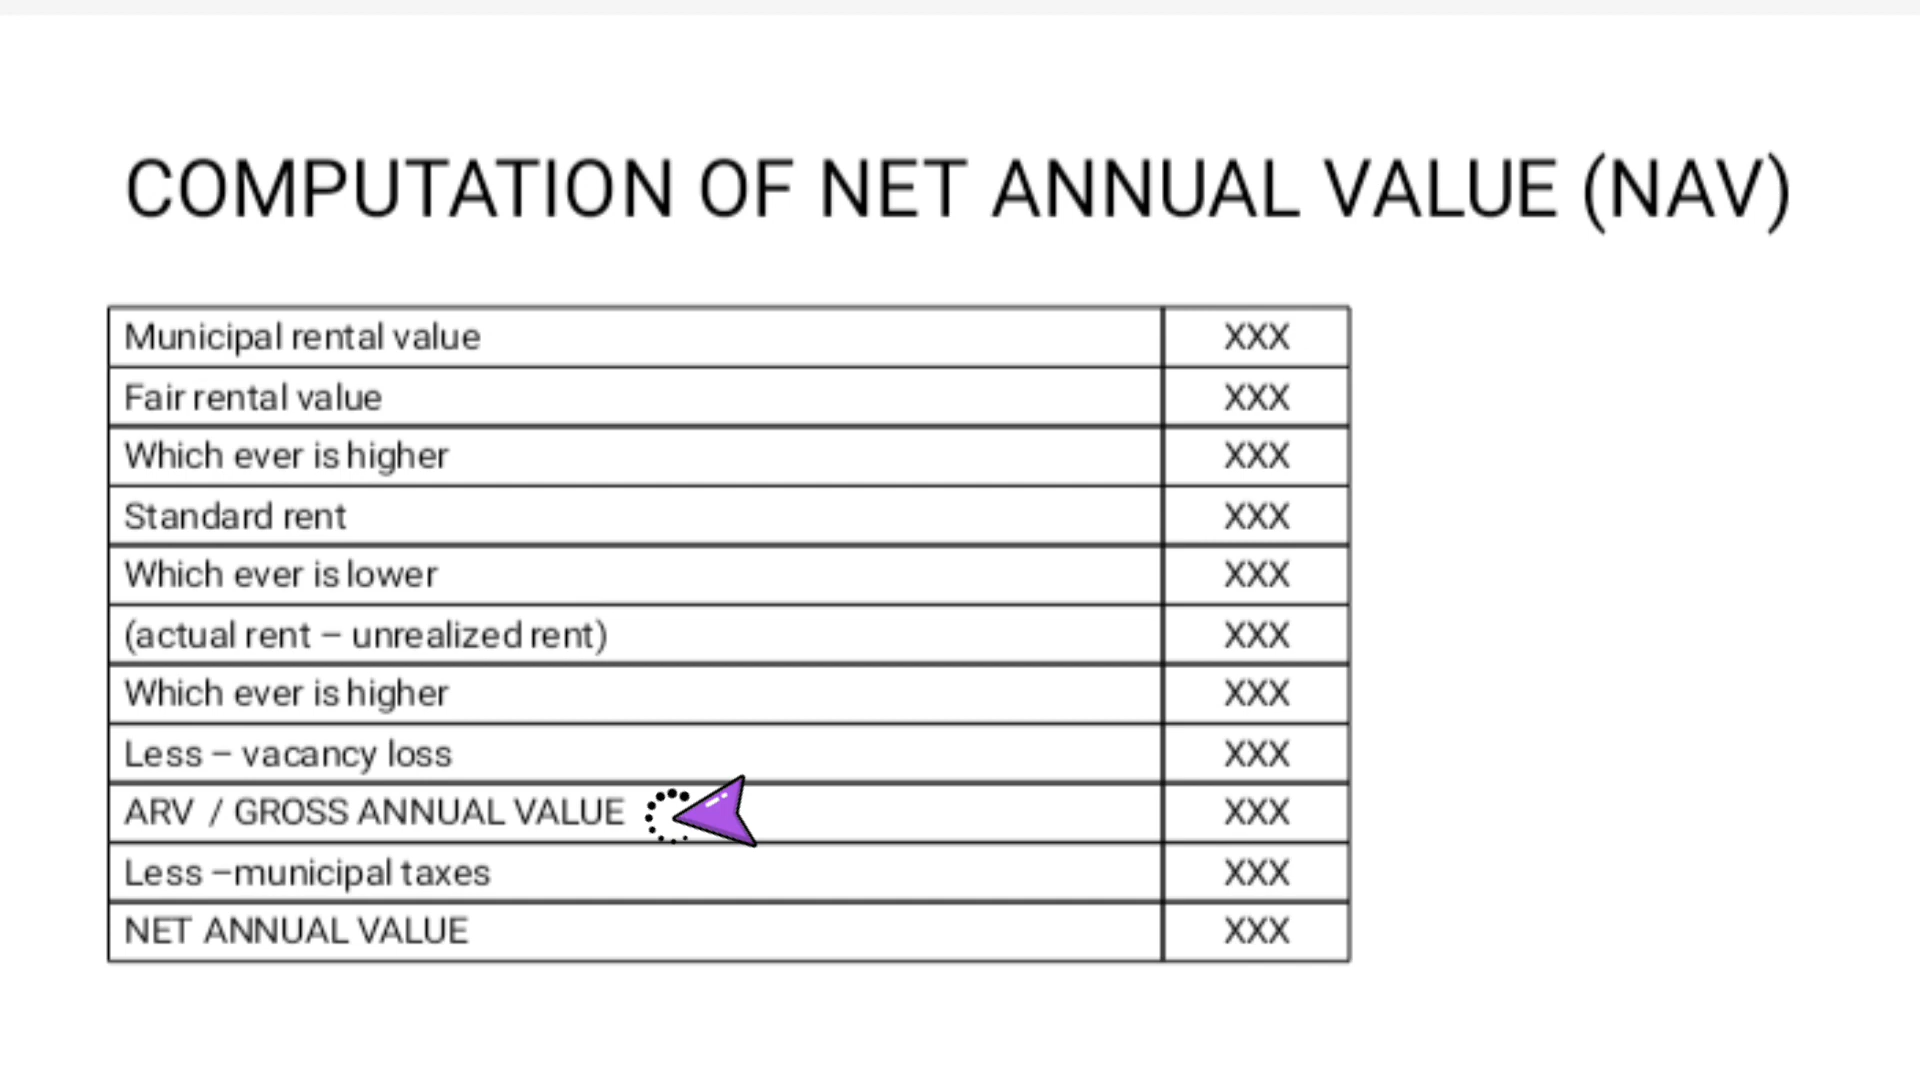 COMPUTATION OF NET ANNUAL VALUE (NAV)
Municipal rental value XXX
Fair rental value XXX
Which ever is higher XXX
Standard rent XXX
Which ever is lower XXX
(actual rent – unrealized rent) XXX
Which ever is higher XXX
Less – vacancy loss XXX
ARV / GROSS ANNUAL VALUE XXX
Less –municipal taxes XXX
NET ANNUAL VALUE XXX